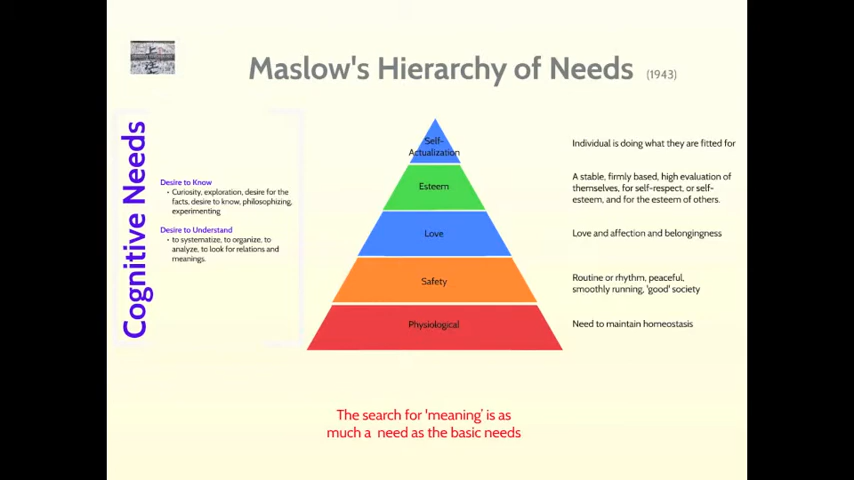 Maslow's Hierarchy of Needs (1943)
Cognitive Needs
Desire to Know
• Curiosity, exploration, desire for the
facts, desire to know, philosophizing,
experimenting
Desire to Understand
• to systematize, to organize, to
analyze, to look for relations and
meanings.
Self-
Actualization
Individual is doing what they are fitted for
Esteem
A stable, firmly based, high evaluation of
themselves, for self-respect, or self-
esteem, and for the esteem of others.
Love
Love and affection and belongingness
Safety
Routine or rhythm, peaceful,
smoothly running, 'good' society
Physiological
Need to maintain homeostasis
The search for 'meaning' is as
much a need as the basic needs